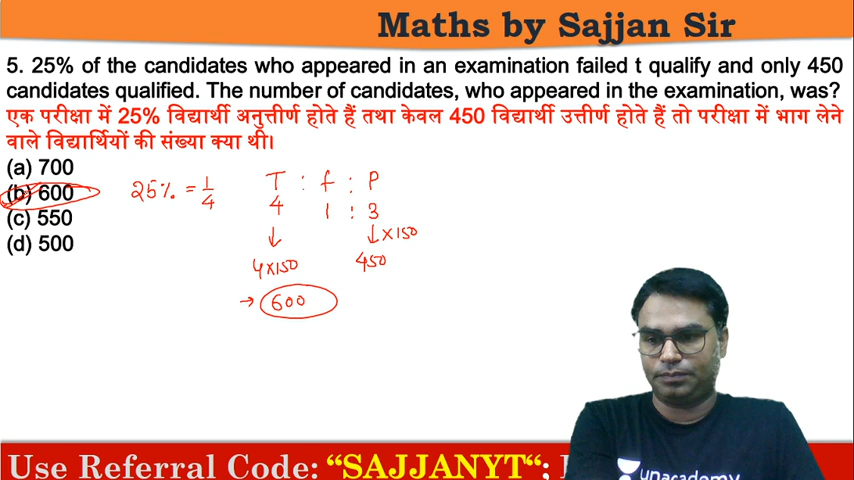 Maths by Sajjan Sir
5. 25% of the candidates who appeared in an examination failed t qualify and only 450
candidates qualified. The number of candidates, who appeared in the examination, was?
एक परीक्षा में 25% विद्यार्थी अनुत्तीर्ण होते हैं तथा केवल 450 विद्यार्थी उत्तीर्ण होते हैं तो परीक्षा में भाग लेने
वाले विद्यार्थियों की संख्या क्या थी।
(a) 700
(b) 600
(c) 550
(d) 500
25% = 1/4
T : f : P
4 1 : 3
↓ ↓ ×150
4×150 450
→ 600
Use Referral Code: “SAJJANYT“;
unacademy